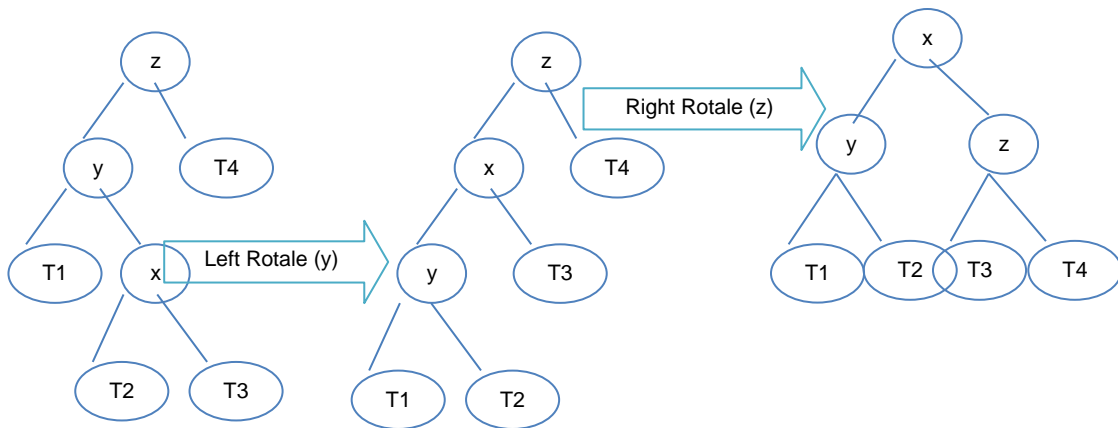 z
y
T4
T1
x
T2
T3
Left Rotale (y)
z
x
T4
y
T3
T1
T2
Right Rotale (z)
x
y
z
T1
T2
T3
T4